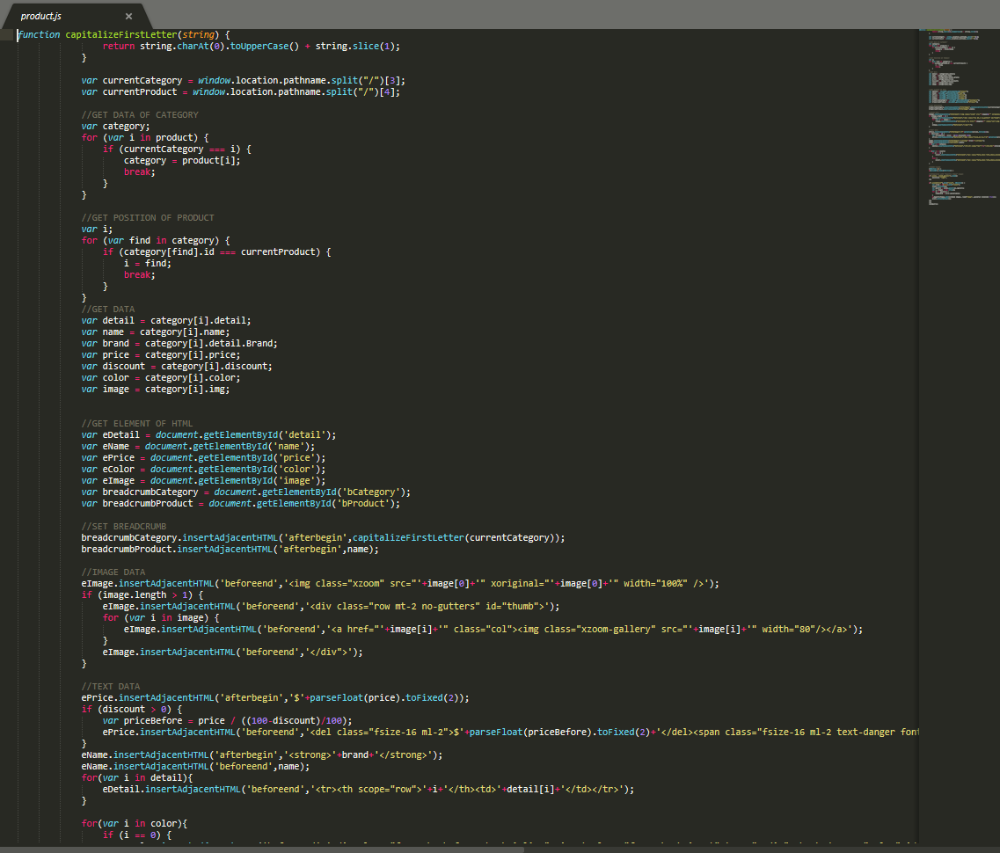 product.js ×
function capitalizeFirstLetter(string) {
return string.charAt(0).toUpperCase() + string.slice(1);
}
var currentCategory = window.location.pathname.split("/")[3];
var currentProduct = window.location.pathname.split("/")[4];
//GET DATA OF CATEGORY
var category;
for (var i in product) {
if (currentCategory === i) {
category = product[i];
break;
}
}
//GET POSITION OF PRODUCT
var i;
for (var find in category) {
if (category[find].id === currentProduct) {
i = find;
break;
}
}
//GET DATA
var detail = category[i].detail;
var name = category[i].name;
var brand = category[i].detail.Brand;
var price = category[i].price;
var discount = category[i].discount;
var color = category[i].color;
var image = category[i].img;
//GET ELEMENT OF HTML
var eDetail = document.getElementById('detail');
var eName = document.getElementById('name');
var ePrice = document.getElementById('price');
var eColor = document.getElementById('color');
var eImage = document.getElementById('image');
var breadcrumbCategory = document.getElementById('bCategory');
var breadcrumbProduct = document.getElementById('bProduct');
//SET BREADCRUMB
breadcrumbCategory.insertAdjacentHTML('afterbegin',capitalizeFirstLetter(currentCategory));
breadcrumbProduct.insertAdjacentHTML('afterbegin',name);
//IMAGE DATA
eImage.insertAdjacentHTML('beforeend','<img class="xzoom" src="'+image[0]+'" xoriginal="'+image[0]+'" width="100%" />');
if (image.length > 1) {
eImage.insertAdjacentHTML('beforeend','<div class="row mt-2 no-gutters" id="thumb">');
for (var i in image) {
eImage.insertAdjacentHTML('beforeend','<a href="'+image[i]+'" class="col"><img class="xzoom-gallery" src="'+image[i]+'" width="80"/></a>');
}
eImage.insertAdjacentHTML('beforeend','</div">');
}
//TEXT DATA
ePrice.insertAdjacentHTML('afterbegin','$'+parseFloat(price).toFixed(2));
if (discount > 0) {
var priceBefore = price / ((100-discount)/100);
ePrice.insertAdjacentHTML('beforeend','<del class="fsize-16 ml-2">$'+parseFloat(priceBefore).toFixed(2)+'</del><span class="fsize-16 ml-2 text-danger font
}
eName.insertAdjacentHTML('afterbegin','<strong>'+brand+'</strong>');
eName.insertAdjacentHTML('beforeend',name);
for(var i in detail){
eDetail.insertAdjacentHTML('beforeend','<tr><th scope="row">'+i+'</th><td>'+detail[i]+'</td></tr>');
}
for(var i in color){
if (i == 0) {